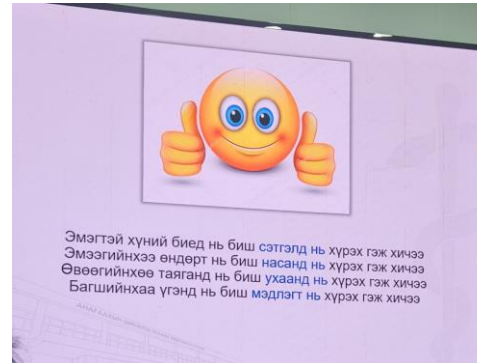 Эмэгтэй хүний биед нь биш сэтгэлд нь хүрэх гэж хичээ
Эмээгийнхээ өндөрт нь биш насанд нь хүрэх гэж хичээ
Өвөөгийнхөө таяганд нь биш ухаанд нь хүрэх гэж хичээ
Багшийнхаа үгэнд нь биш мэдлэгт нь хүрэх гэж хичээ